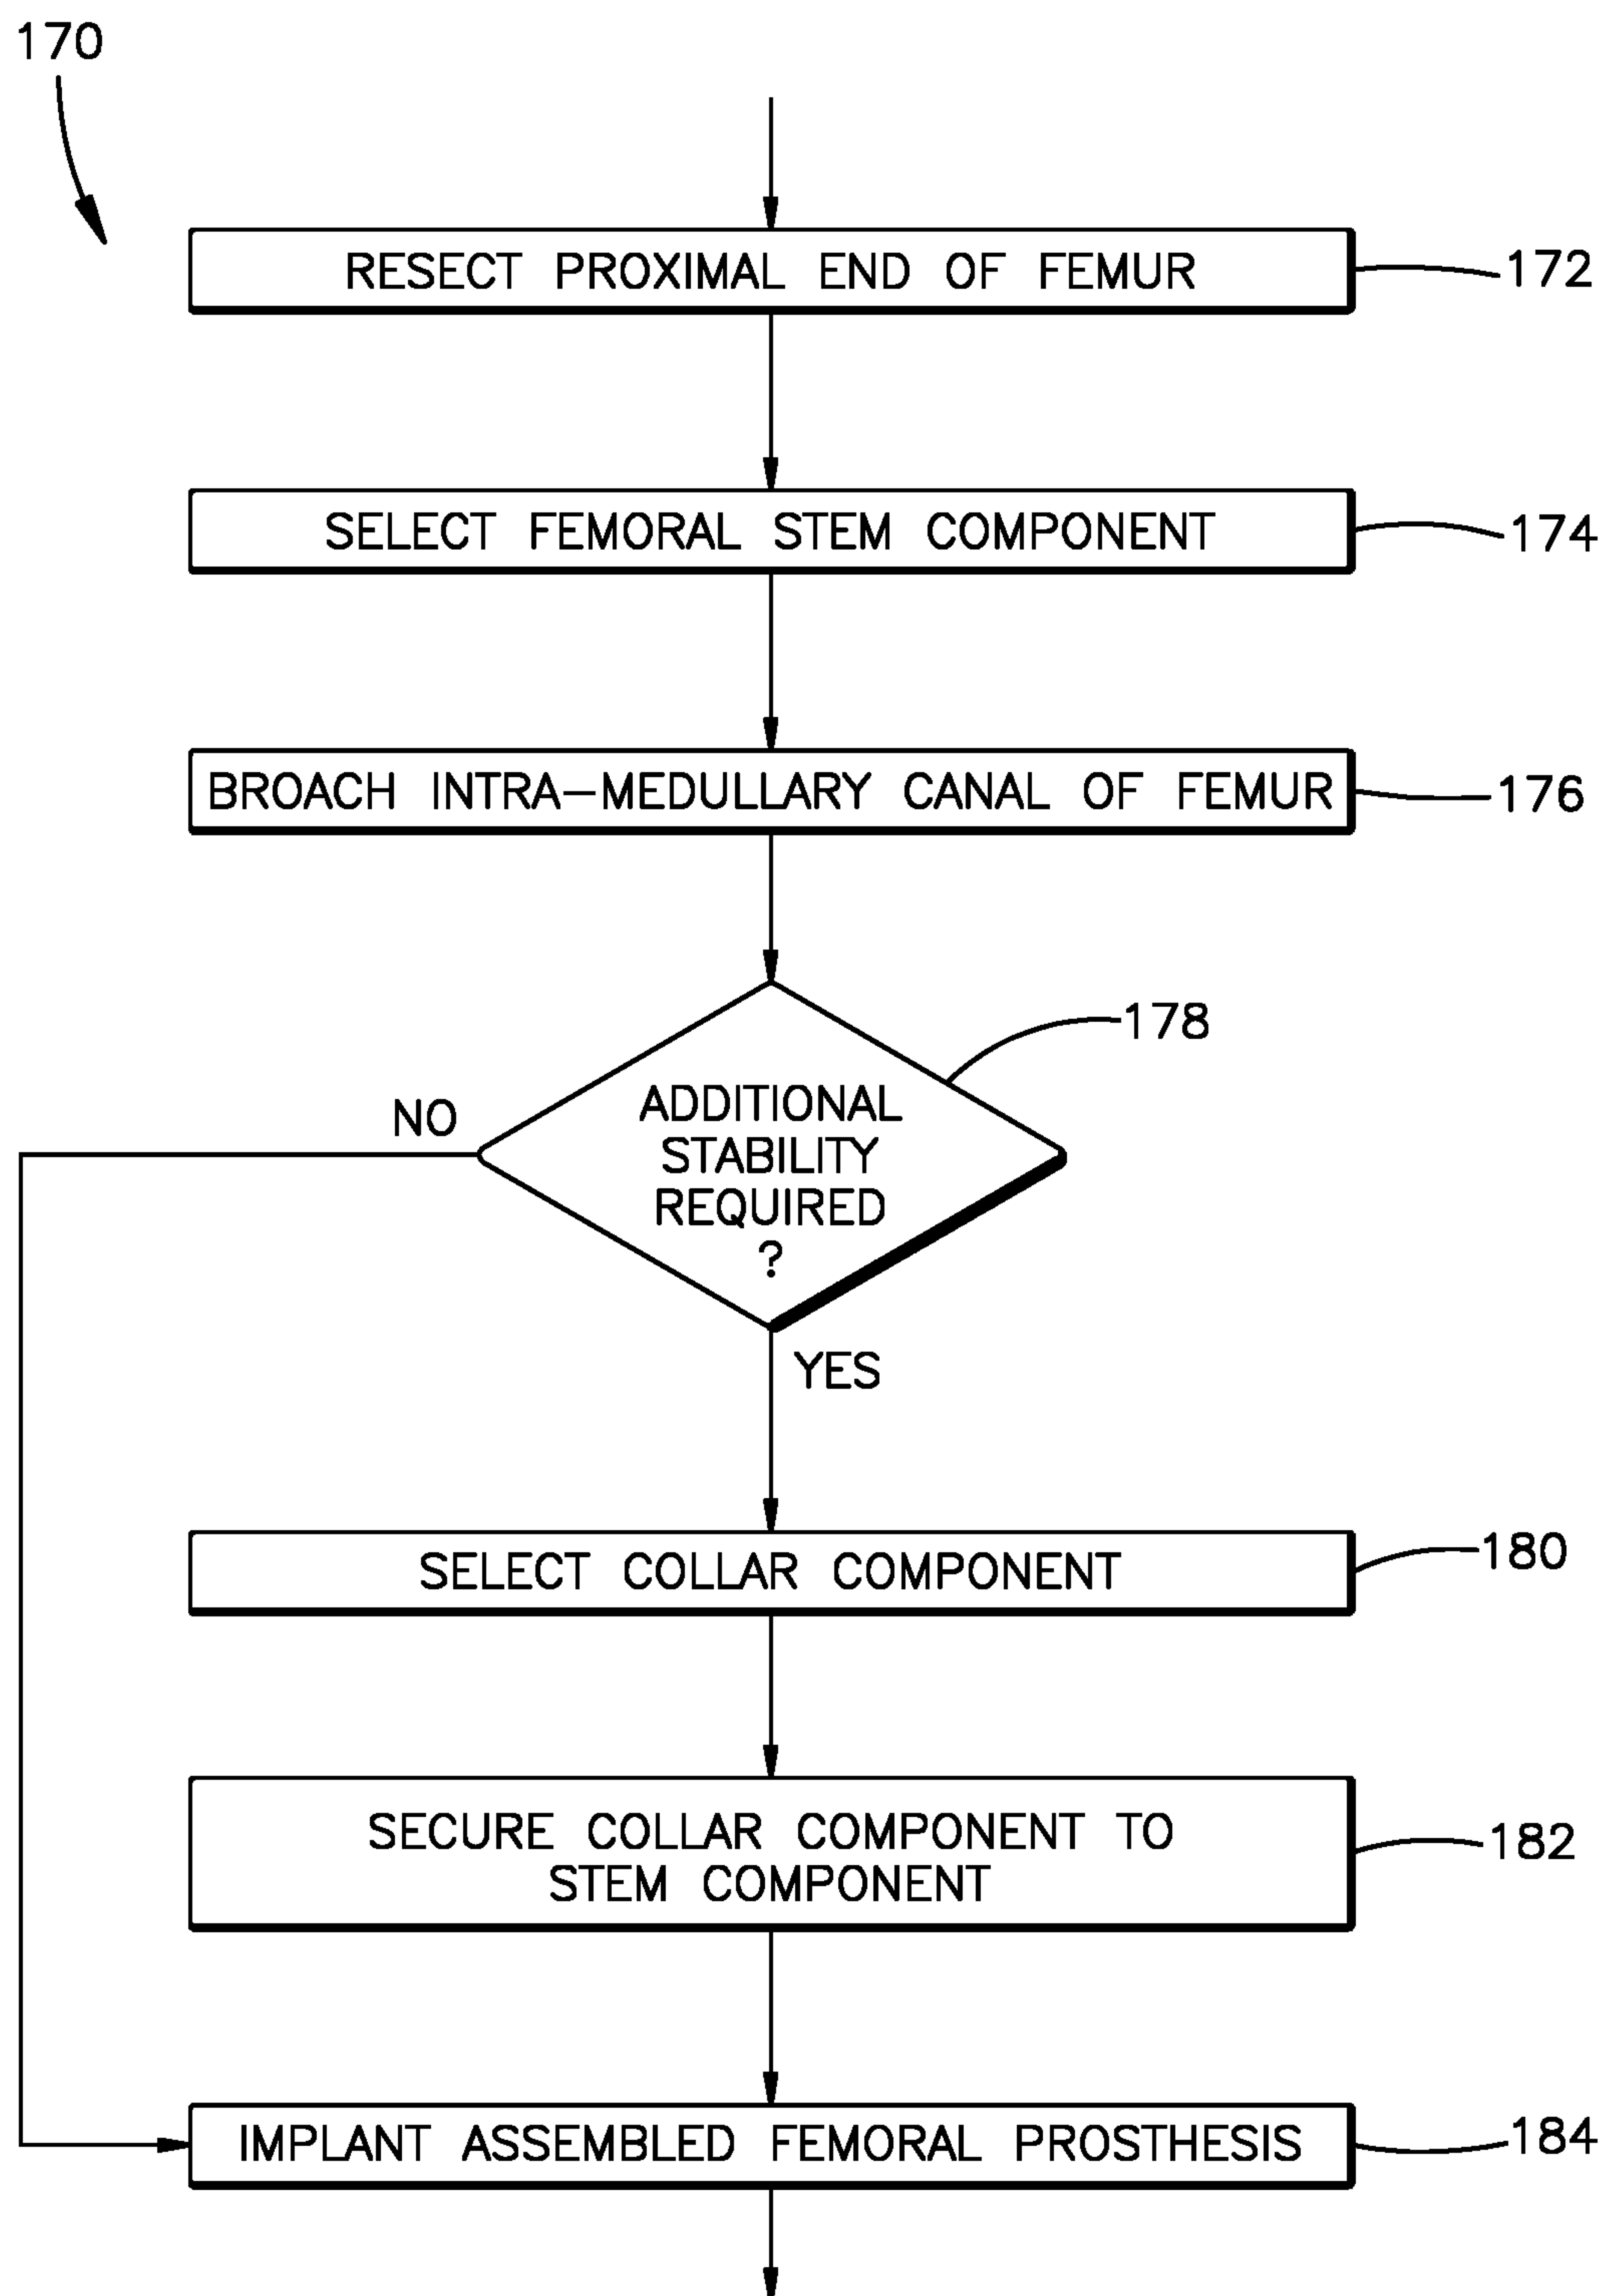 170
RESECT PROXIMAL END OF FEMUR
172
SELECT FEMORAL STEM COMPONENT
174
BROACH INTRA-MEDULLARY CANAL OF FEMUR
176
178
NO
ADDITIONAL
STABILITY
REQUIRED
?
YES
SELECT COLLAR COMPONENT
180
SECURE COLLAR COMPONENT TO
STEM COMPONENT
182
IMPLANT ASSEMBLED FEMORAL PROSTHESIS
184